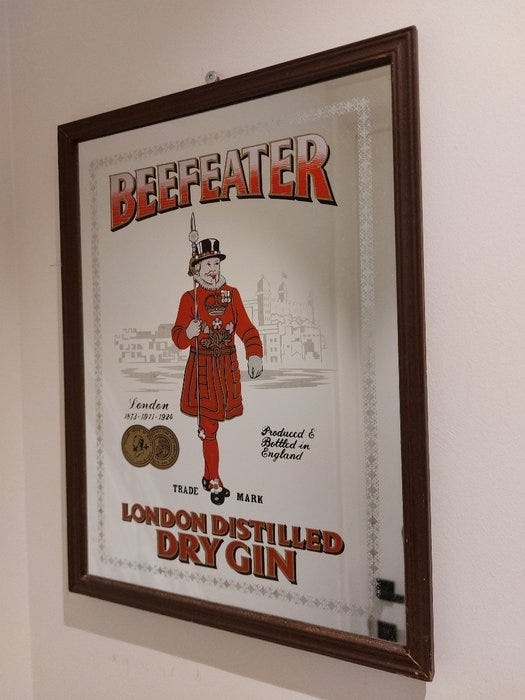 BEEFEATER
London
1873·1911·1924
Produced &
Bottled in
England
TRADE MARK
LONDON DISTILLED
DRY GIN